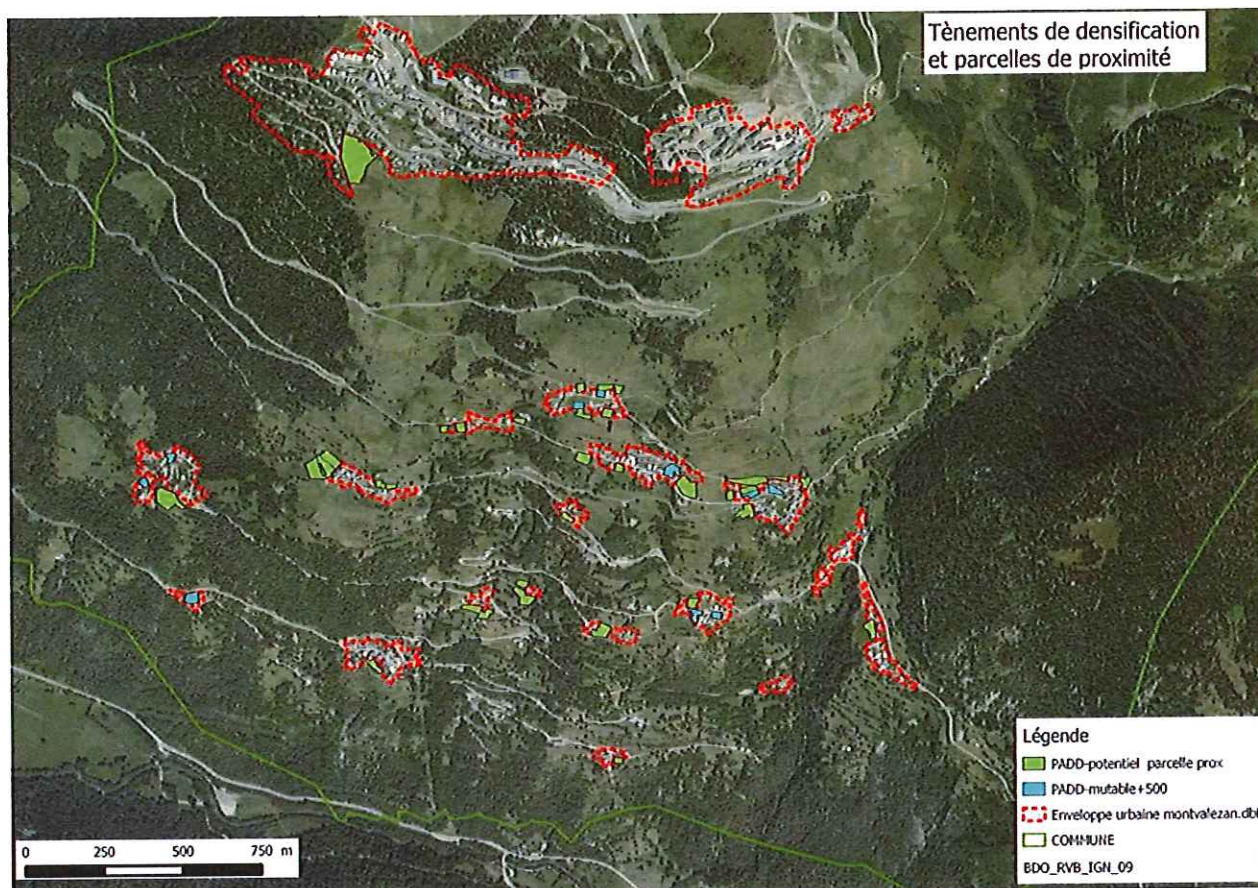 Tènements de densification
et parcelles de proximité
Légende
PADD-potentiel parcelle prox
PADD-mutable+500
Enveloppe urbaine montvalezan.dbf
COMMUNE
BDO_RVB_IGN_09
0 250 500 750 m